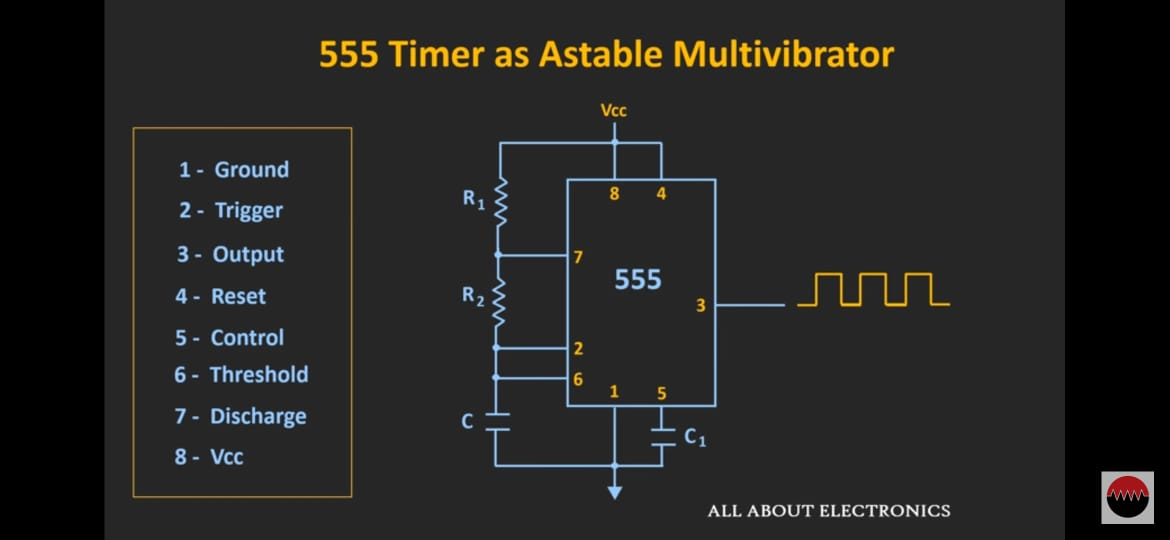 555 Timer as Astable Multivibrator
1 - Ground
2 - Trigger
3 - Output
4 - Reset
5 - Control
6 - Threshold
7 - Discharge
8 - Vcc
Vcc
8 4
R₁
7
555
R₂
3
2
6
1 5
C
C₁
ALL ABOUT ELECTRONICS